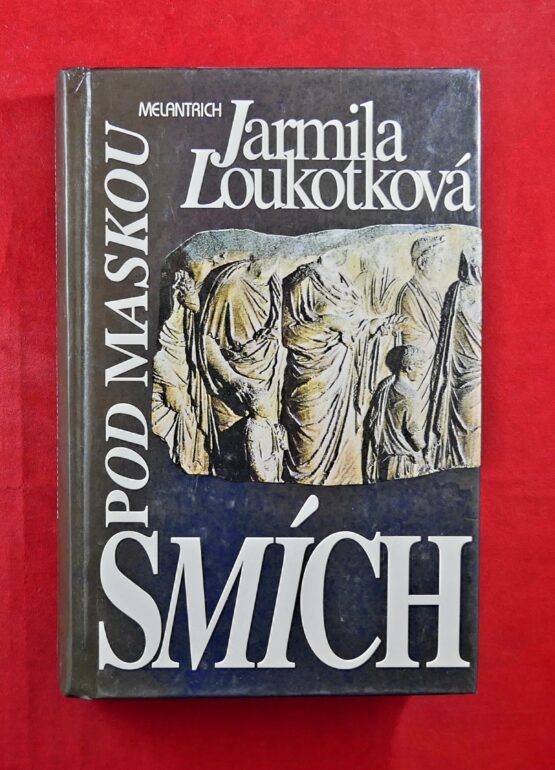 MELANTRICH
Jarmila
Loukotková
POD MASKOU
SMÍCH